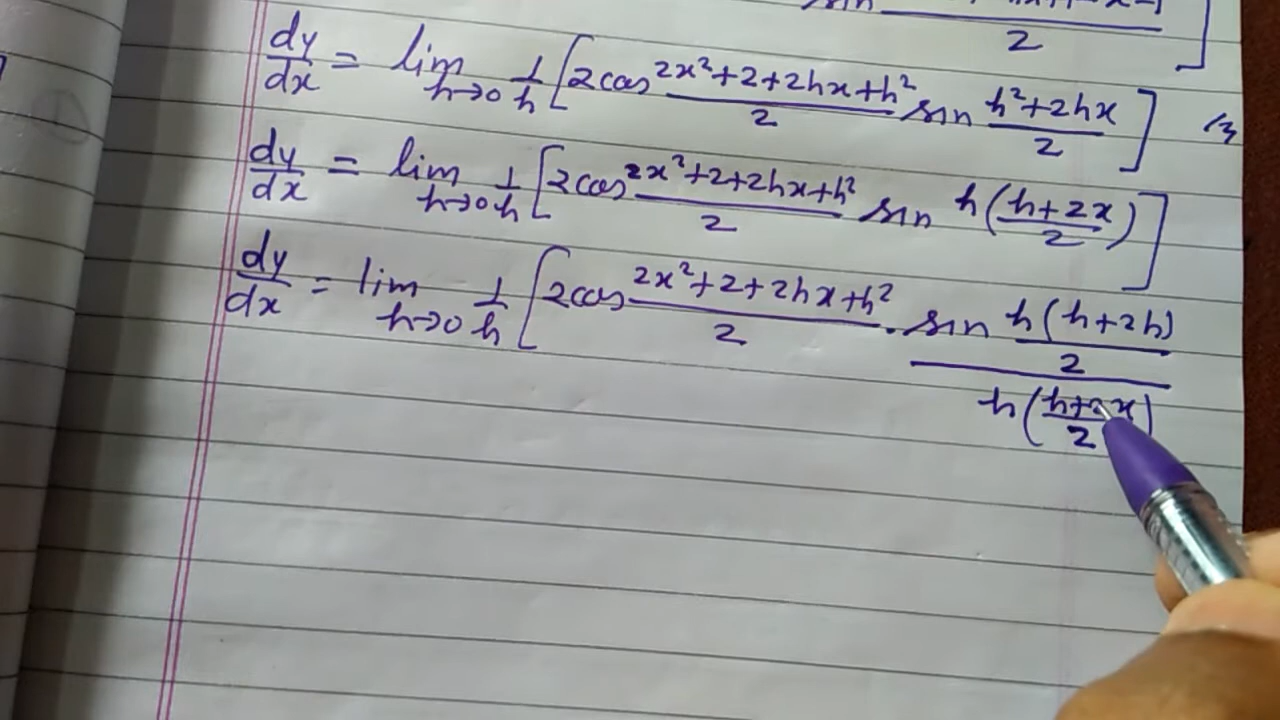 sin 2 ]
dy/dx = lim h→0 1/h [2cos (2x²+2+2hx+h²)/2 sin (h²+2hx)/2]
dy/dx = lim h→0 1/h [2cos (2x²+2+2hx+h²)/2 sin h(h+2x)/2]
dy/dx = lim h→0 1/h [2cos (2x²+2+2hx+h²)/2 . sin h(h+2h)/2
h(h+2x)/2